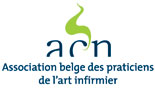 acn
Association belge des praticiens
de l'art infirmier